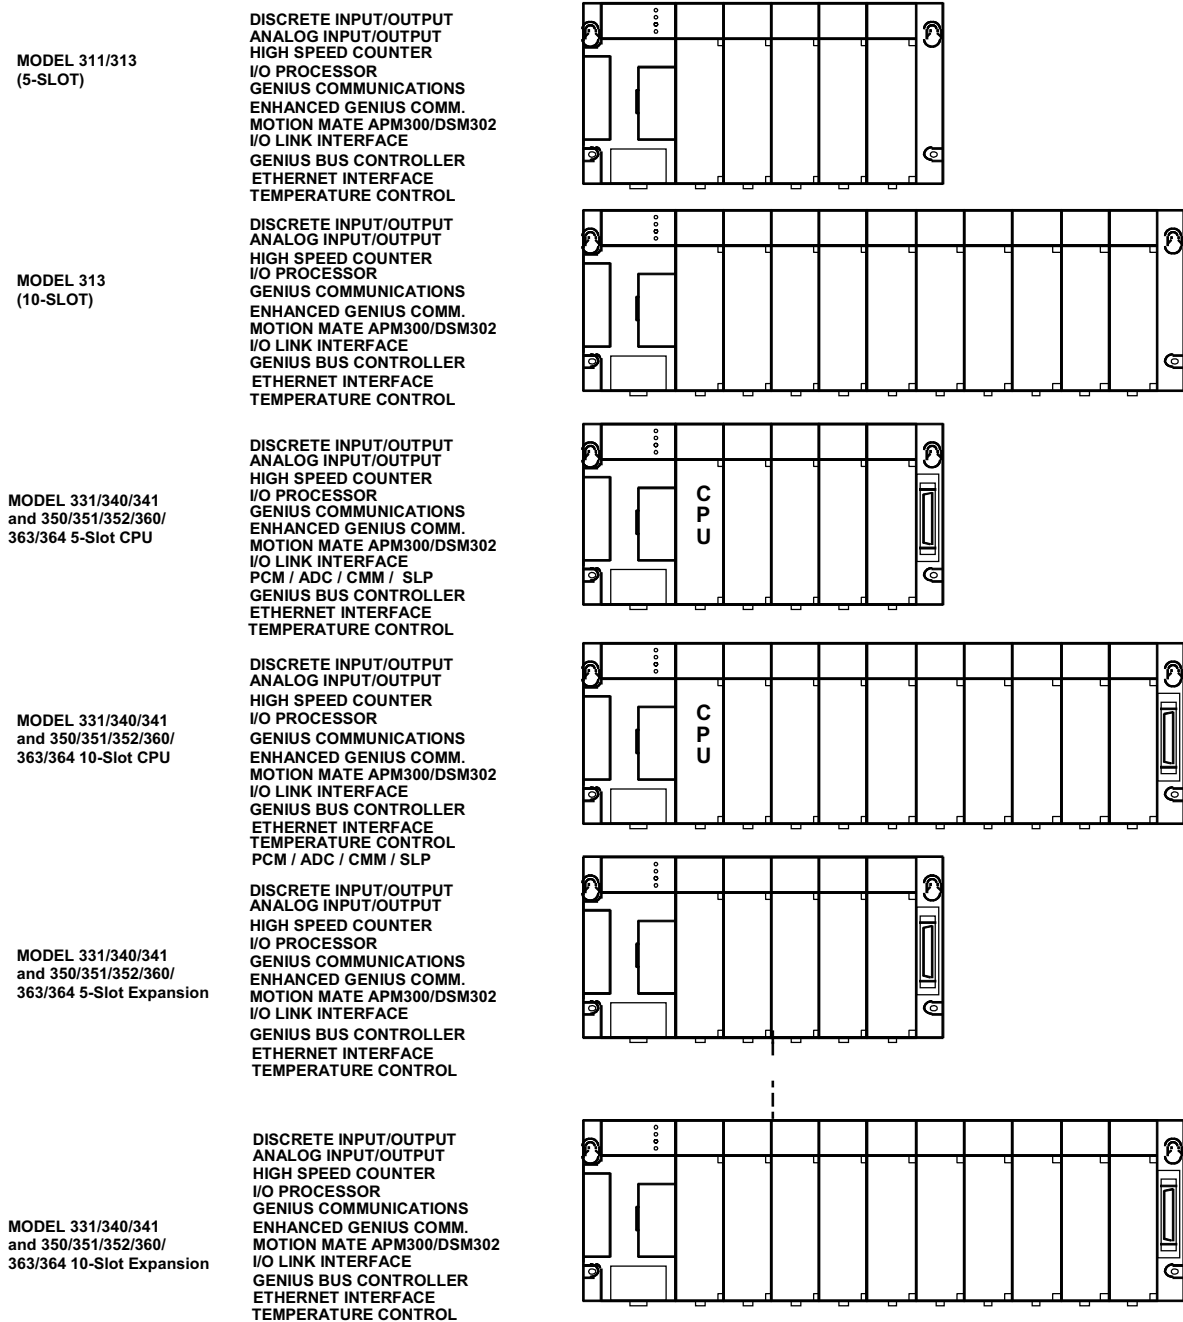 MODEL 311/313
(5-SLOT)
DISCRETE INPUT/OUTPUT
ANALOG INPUT/OUTPUT
HIGH SPEED COUNTER
I/O PROCESSOR
GENIUS COMMUNICATIONS
ENHANCED GENIUS COMM.
MOTION MATE APM300/DSM302
I/O LINK INTERFACE
GENIUS BUS CONTROLLER
ETHERNET INTERFACE
TEMPERATURE CONTROL
MODEL 313
(10-SLOT)
DISCRETE INPUT/OUTPUT
ANALOG INPUT/OUTPUT
HIGH SPEED COUNTER
I/O PROCESSOR
GENIUS COMMUNICATIONS
ENHANCED GENIUS COMM.
MOTION MATE APM300/DSM302
I/O LINK INTERFACE
GENIUS BUS CONTROLLER
ETHERNET INTERFACE
TEMPERATURE CONTROL
MODEL 331/340/341
and 350/351/352/360/
363/364 5-Slot CPU
DISCRETE INPUT/OUTPUT
ANALOG INPUT/OUTPUT
HIGH SPEED COUNTER
I/O PROCESSOR
GENIUS COMMUNICATIONS
ENHANCED GENIUS COMM.
MOTION MATE APM300/DSM302
I/O LINK INTERFACE
PCM / ADC / CMM / SLP
GENIUS BUS CONTROLLER
ETHERNET INTERFACE
TEMPERATURE CONTROL
C
P
U
MODEL 331/340/341
and 350/351/352/360/
363/364 10-Slot CPU
DISCRETE INPUT/OUTPUT
ANALOG INPUT/OUTPUT
HIGH SPEED COUNTER
I/O PROCESSOR
GENIUS COMMUNICATIONS
ENHANCED GENIUS COMM.
MOTION MATE APM300/DSM302
I/O LINK INTERFACE
GENIUS BUS CONTROLLER
ETHERNET INTERFACE
TEMPERATURE CONTROL
PCM / ADC / CMM / SLP
C
P
U
MODEL 331/340/341
and 350/351/352/360/
363/364 5-Slot Expansion
DISCRETE INPUT/OUTPUT
ANALOG INPUT/OUTPUT
HIGH SPEED COUNTER
I/O PROCESSOR
GENIUS COMMUNICATIONS
ENHANCED GENIUS COMM.
MOTION MATE APM300/DSM302
I/O LINK INTERFACE
GENIUS BUS CONTROLLER
ETHERNET INTERFACE
TEMPERATURE CONTROL
MODEL 331/340/341
and 350/351/352/360/
363/364 10-Slot Expansion
DISCRETE INPUT/OUTPUT
ANALOG INPUT/OUTPUT
HIGH SPEED COUNTER
I/O PROCESSOR
GENIUS COMMUNICATIONS
ENHANCED GENIUS COMM.
MOTION MATE APM300/DSM302
I/O LINK INTERFACE
GENIUS BUS CONTROLLER
ETHERNET INTERFACE
TEMPERATURE CONTROL